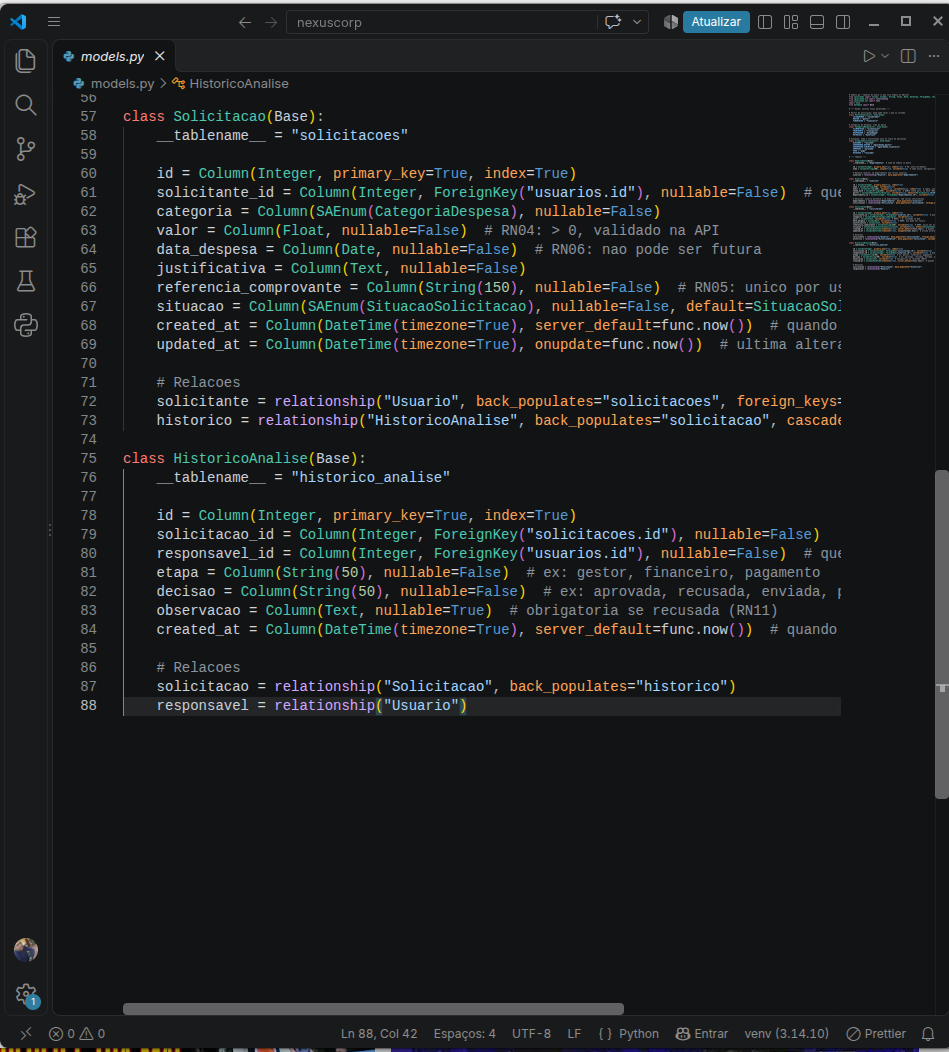 nexuscorp
Atualizar
models.py
models.py > HistoricoAnalise
56
57 class Solicitacao(Base):
58 __tablename__ = "solicitacoes"
59
60 id = Column(Integer, primary_key=True, index=True)
61 solicitante_id = Column(Integer, ForeignKey("usuarios.id"), nullable=False)  # que
62 categoria = Column(SAEnum(CategoriaDespesa), nullable=False)
63 valor = Column(Float, nullable=False)  # RN04: > 0, validado na API
64 data_despesa = Column(Date, nullable=False)  # RN06: nao pode ser futura
65 justificativa = Column(Text, nullable=False)
66 referencia_comprovante = Column(String(150), nullable=False)  # RN05: unico por us
67 situacao = Column(SAEnum(SituacaoSolicitacao), nullable=False, default=SituacaoSol
68 created_at = Column(DateTime(timezone=True), server_default=func.now())  # quando
69 updated_at = Column(DateTime(timezone=True), onupdate=func.now())  # ultima altera
70
71 # Relacoes
72 solicitante = relationship("Usuario", back_populates="solicitacoes", foreign_keys=
73 historico = relationship("HistoricoAnalise", back_populates="solicitacao", cascade
74
75 class HistoricoAnalise(Base):
76 __tablename__ = "historico_analise"
77
78 id = Column(Integer, primary_key=True, index=True)
79 solicitacao_id = Column(Integer, ForeignKey("solicitacoes.id"), nullable=False)
80 responsavel_id = Column(Integer, ForeignKey("usuarios.id"), nullable=False)  # que
81 etapa = Column(String(50), nullable=False)  # ex: gestor, financeiro, pagamento
82 decisao = Column(String(50), nullable=False)  # ex: aprovada, recusada, enviada, p
83 observacao = Column(Text, nullable=True)  # obrigatoria se recusada (RN11)
84 created_at = Column(DateTime(timezone=True), server_default=func.now())  # quando
85
86 # Relacoes
87 solicitacao = relationship("Solicitacao", back_populates="historico")
88 responsavel = relationship("Usuario")
1
0 0 Ln 88, Col 42 Espaços: 4 UTF-8 LF { } Python Entrar venv (3.14.10) Prettier